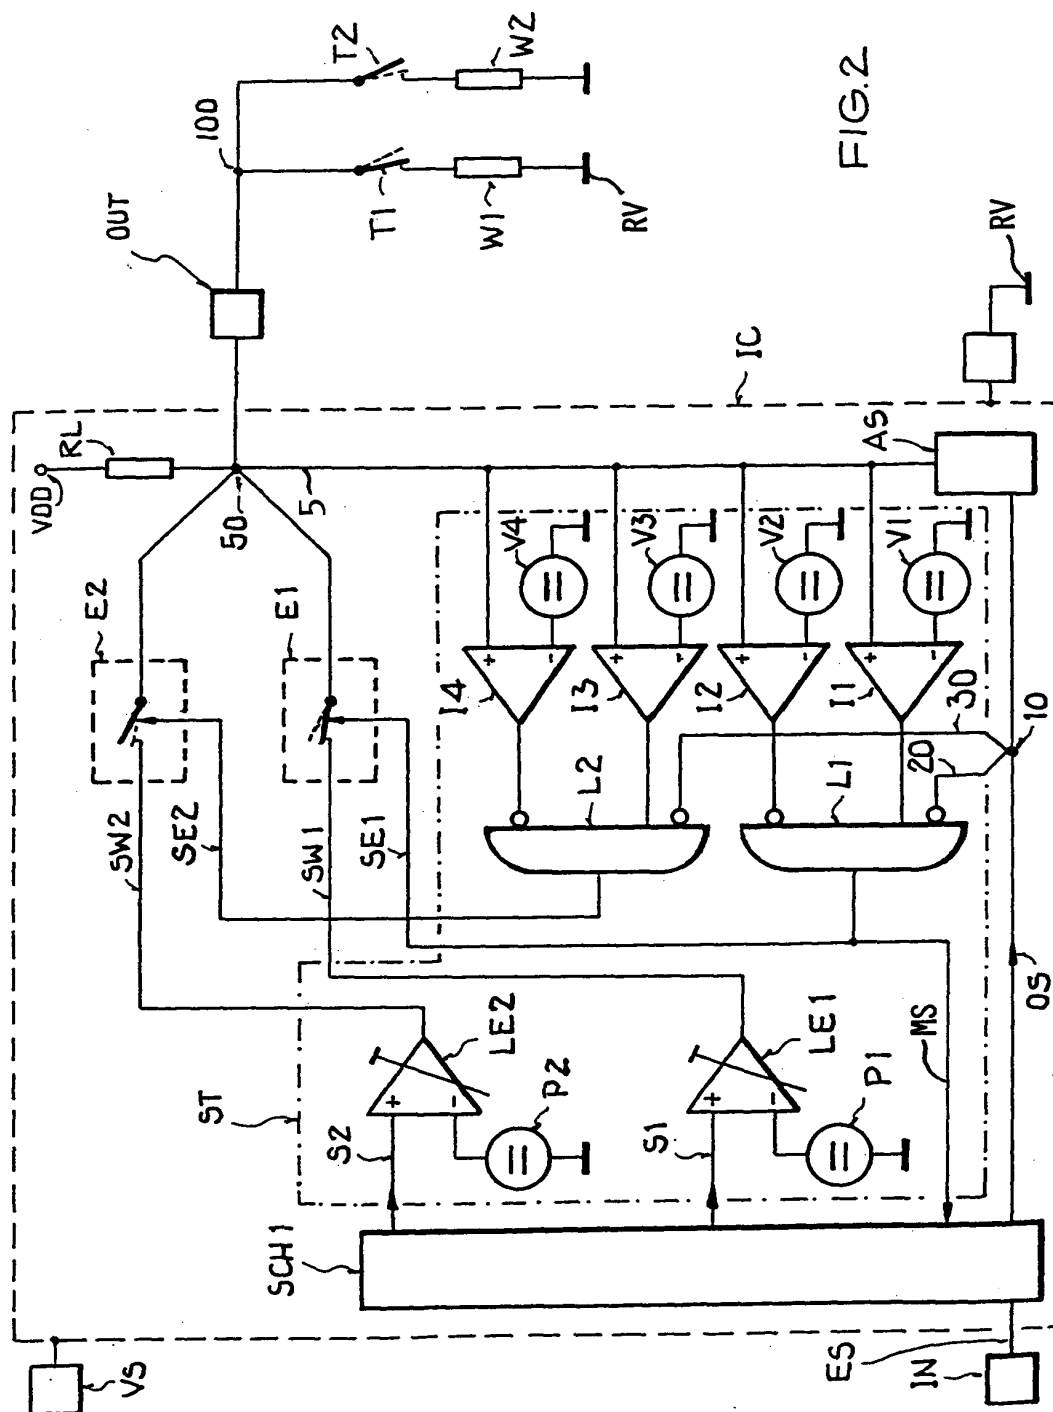 VS
IN
ES
SCH1
ST
S2
+
-
LE2
P2
S1
+
-
LE1
P1
MS
OS
SW2
SE2
SW1
SE1
E2
E1
L2
L1
20
30
10
I4
+
-
V4
I3
+
-
V3
I2
+
-
V2
I1
+
-
V1
VDD
RL
50
5
AS
IC
RV
OUT
100
T1
T2
W1
W2
RV
FIG.2